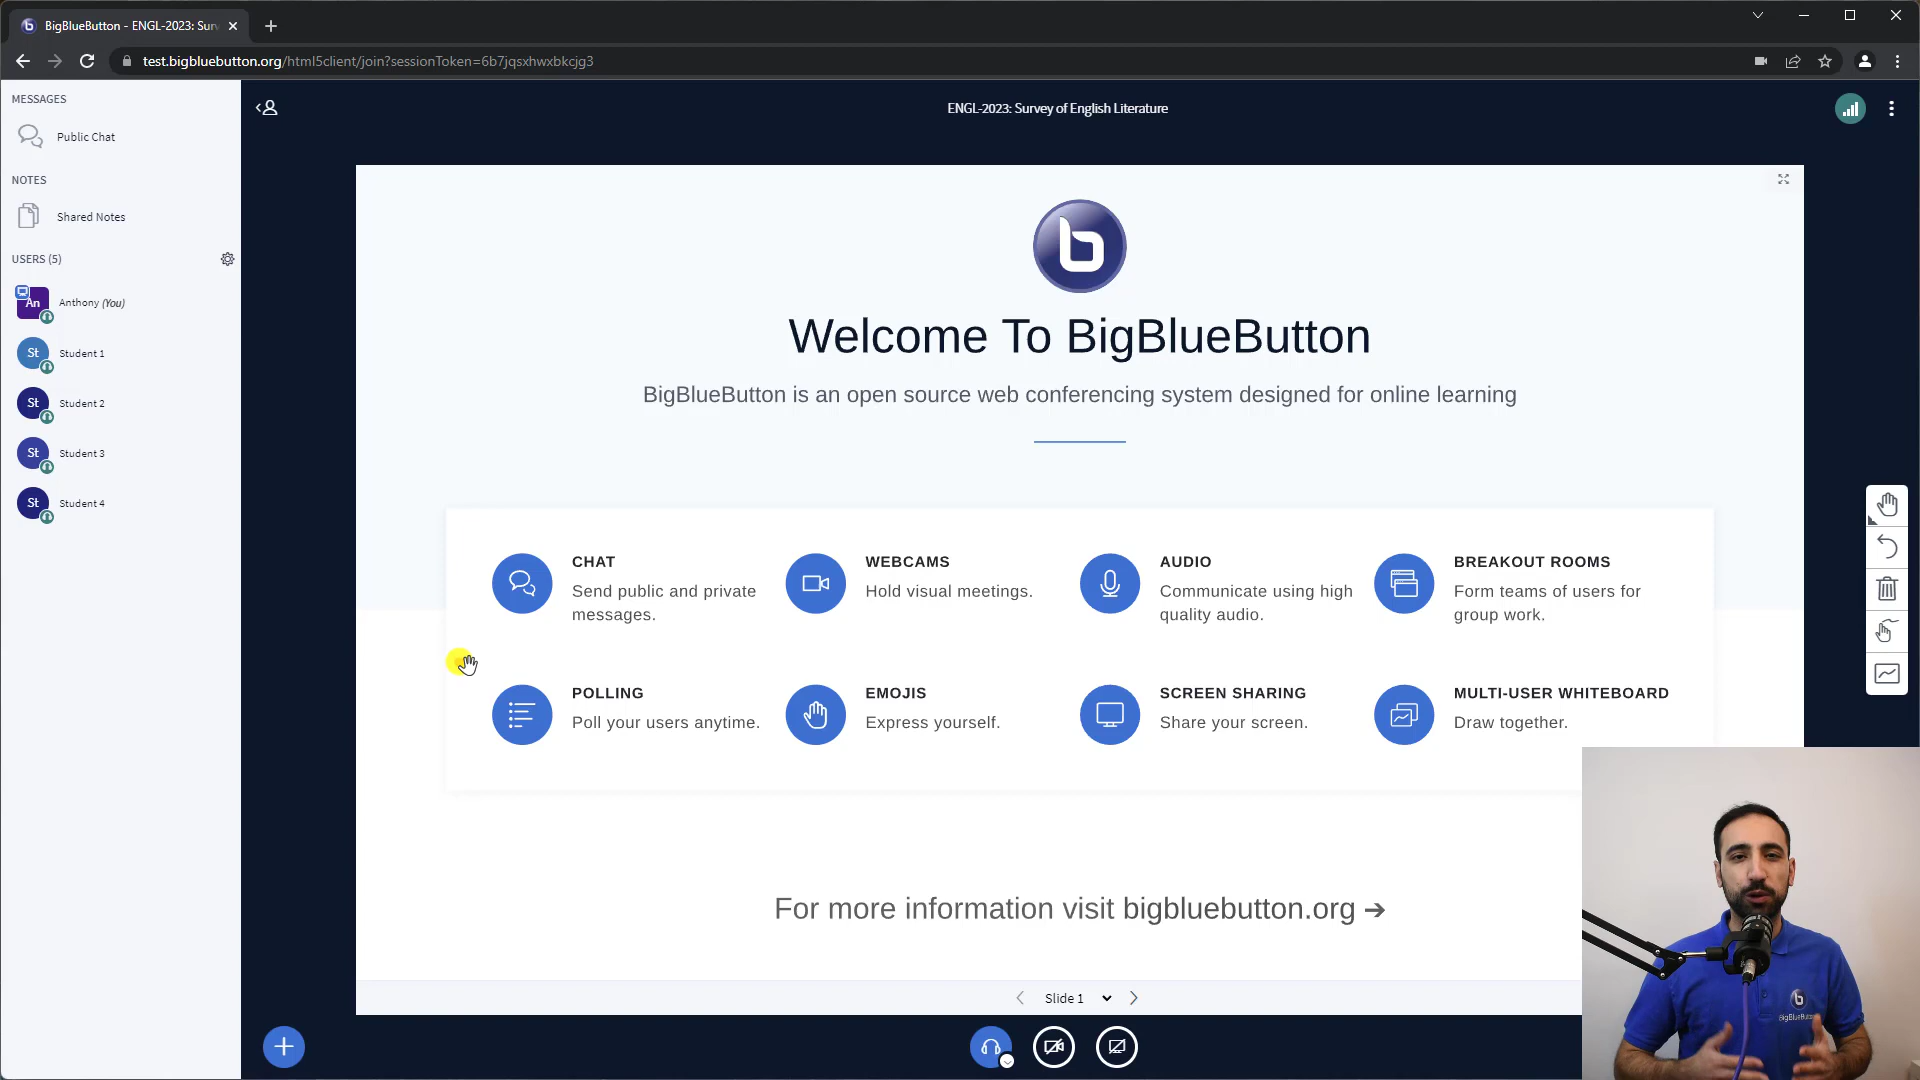 BigBlueButton - ENGL-2023: Surv
test.bigbluebutton.org/html5client/join?sessionToken=6b7jqsxhwxbkcjg3
MESSAGES
Public Chat
NOTES
Shared Notes
USERS (5)
An
Anthony (You)
St
Student 1
St
Student 2
St
Student 3
St
Student 4
ENGL-2023: Survey of English Literature
b
Welcome To BigBlueButton
BigBlueButton is an open source web conferencing system designed for online learning
CHAT
Send public and private
messages.
WEBCAMS
Hold visual meetings.
AUDIO
Communicate using high
quality audio.
BREAKOUT ROOMS
Form teams of users for
group work.
POLLING
Poll your users anytime.
EMOJIS
Express yourself.
SCREEN SHARING
Share your screen.
MULTI-USER WHITEBOARD
Draw together.
For more information visit bigbluebutton.org ➔
Slide 1
b
BigBlueButton